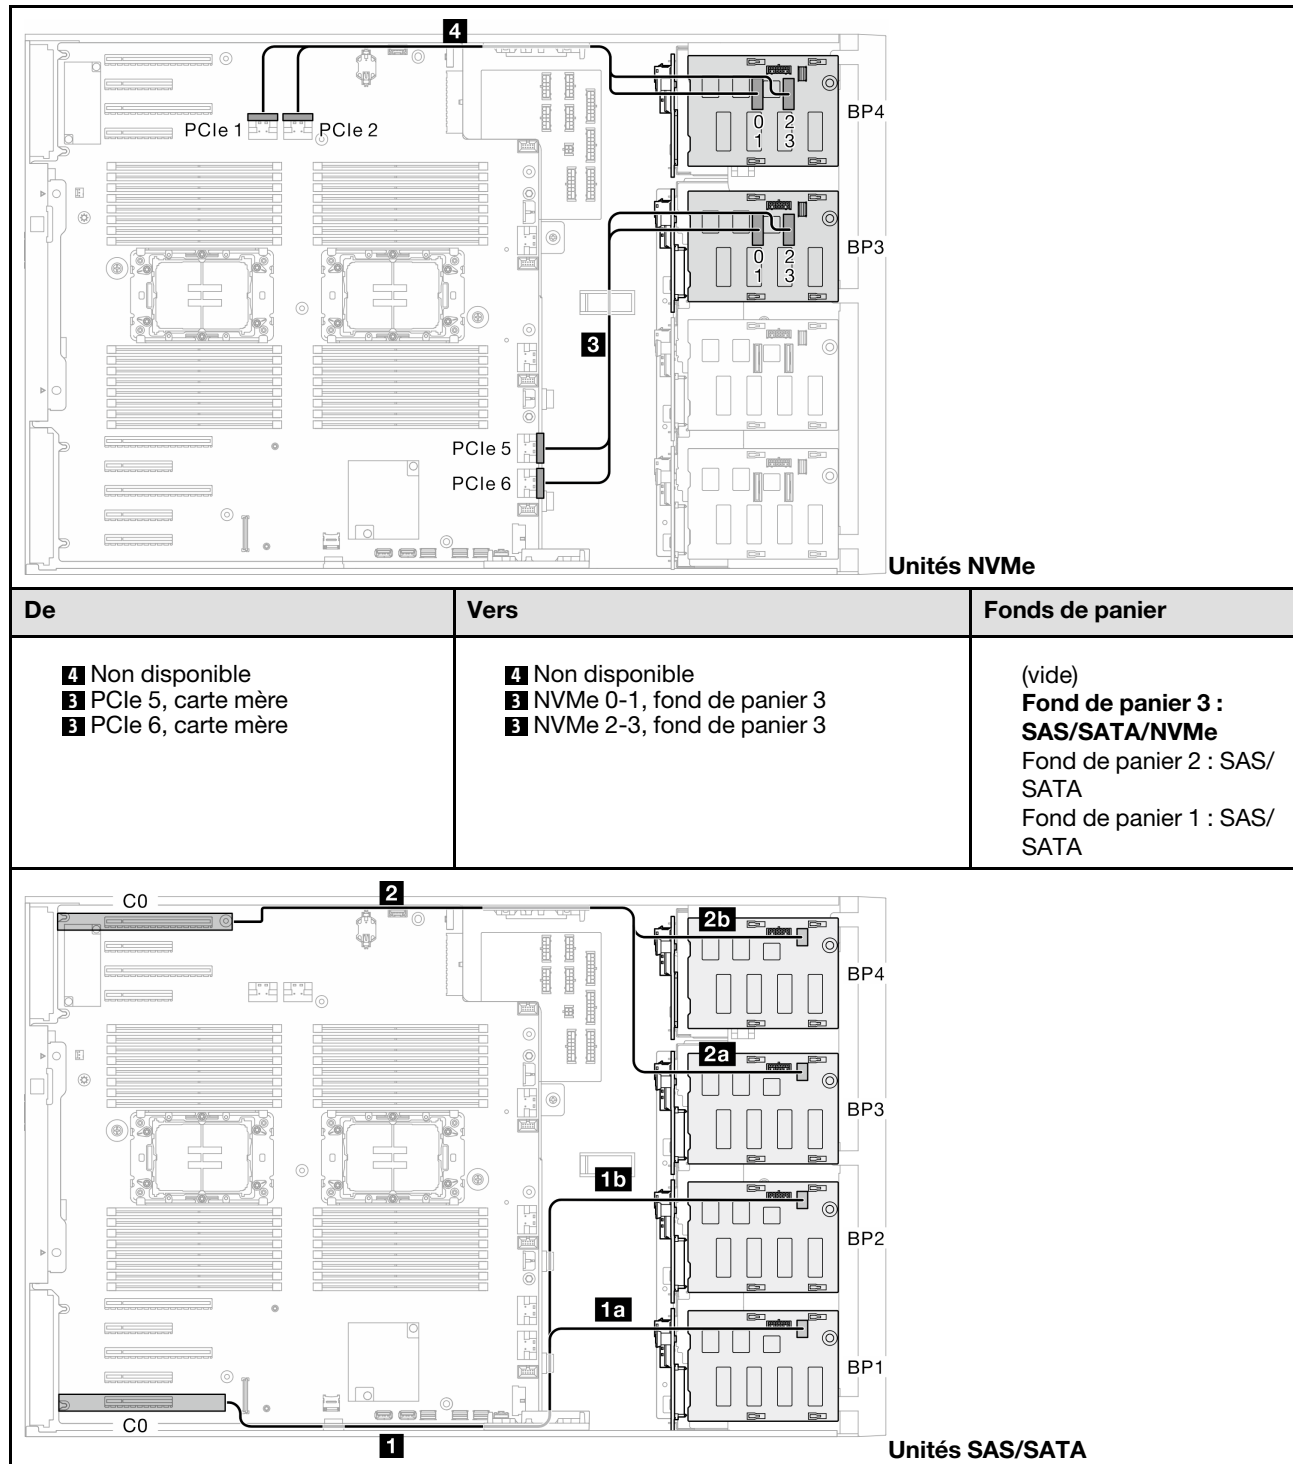 4
PCIe 1
PCIe 2
0 2
1 3
BP4
0 2
1 3
BP3
3
PCIe 5
PCIe 6
Unités NVMe
De
Vers
Fonds de panier
4 Non disponible
3 PCIe 5, carte mère
3 PCIe 6, carte mère
4 Non disponible
3 NVMe 0-1, fond de panier 3
3 NVMe 2-3, fond de panier 3
(vide)
Fond de panier 3 :
SAS/SATA/NVMe
Fond de panier 2 : SAS/
SATA
Fond de panier 1 : SAS/
SATA
C0
2
2b
BP4
2a
BP3
1b
BP2
1a
BP1
C0
1
Unités SAS/SATA